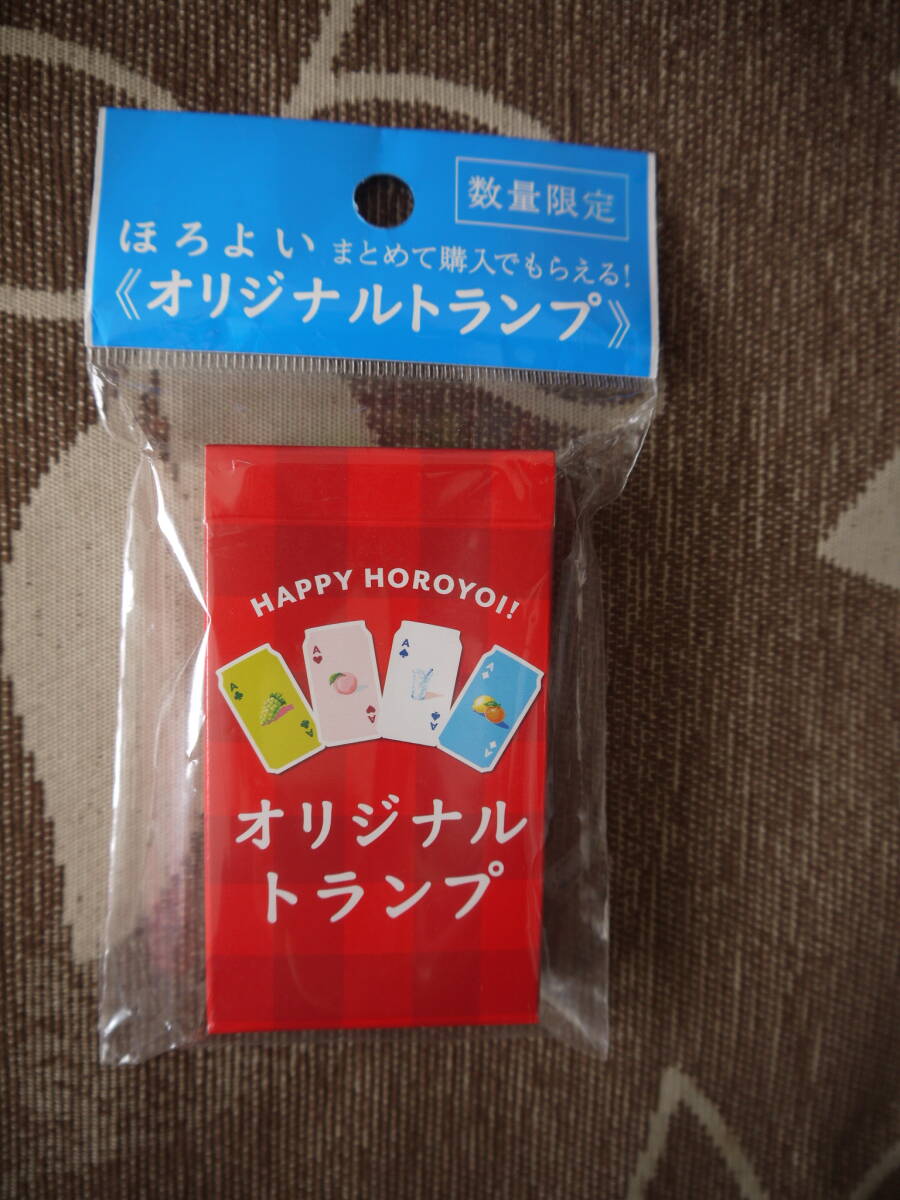 数量限定
ほろよい まとめて購入でもらえる!
《オリジナルトランプ》
HAPPY HOROYOI!
A A A A
A A A A
オリジナル
トランプ